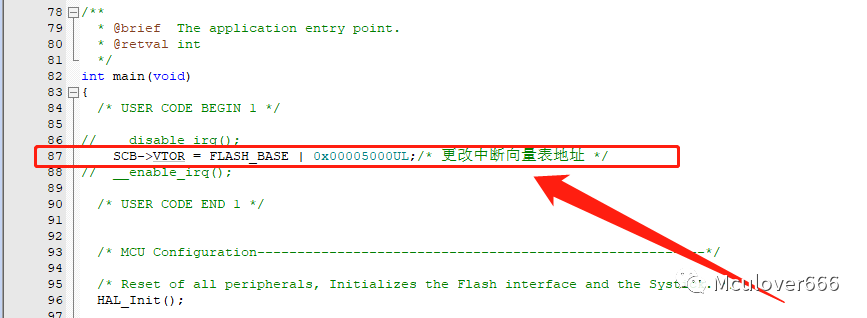 78 /**
79 * @brief The application entry point.
80 * @retval int
81 */
82 int main(void)
83 {
84 /* USER CODE BEGIN 1 */
85
86 // __disable_irq();
87 SCB->VTOR = FLASH_BASE | 0x00005000UL;/* 更改中断向量表地址 */
88 // __enable_irq();
89
90 /* USER CODE END 1 */
91
92
93 /* MCU Configuration--------------------------------------------------------*/
94
95 /* Reset of all peripherals, Initializes the Flash interface and the
96 HAL_Init();
97
Mculover666